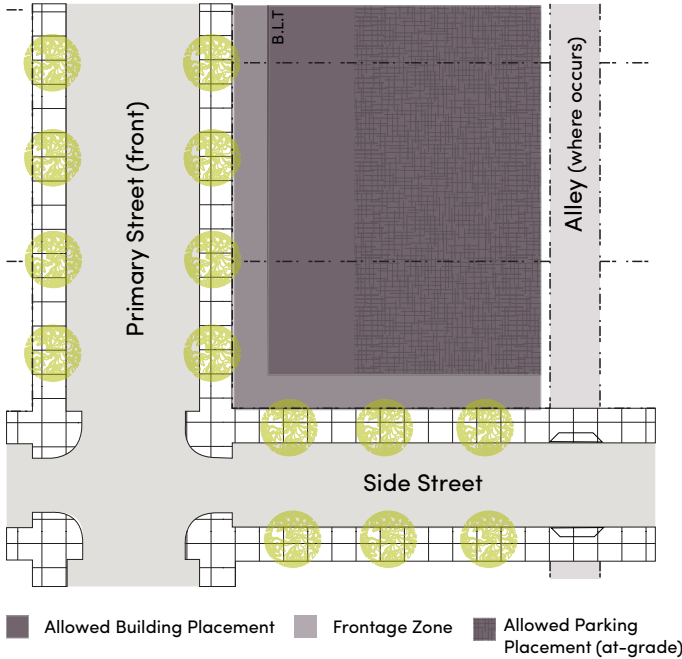 B.L.T
Primary Street (front)
Alley (where occurs)
Side Street
Allowed Building Placement
Frontage Zone
Allowed Parking
Placement (at-grade)